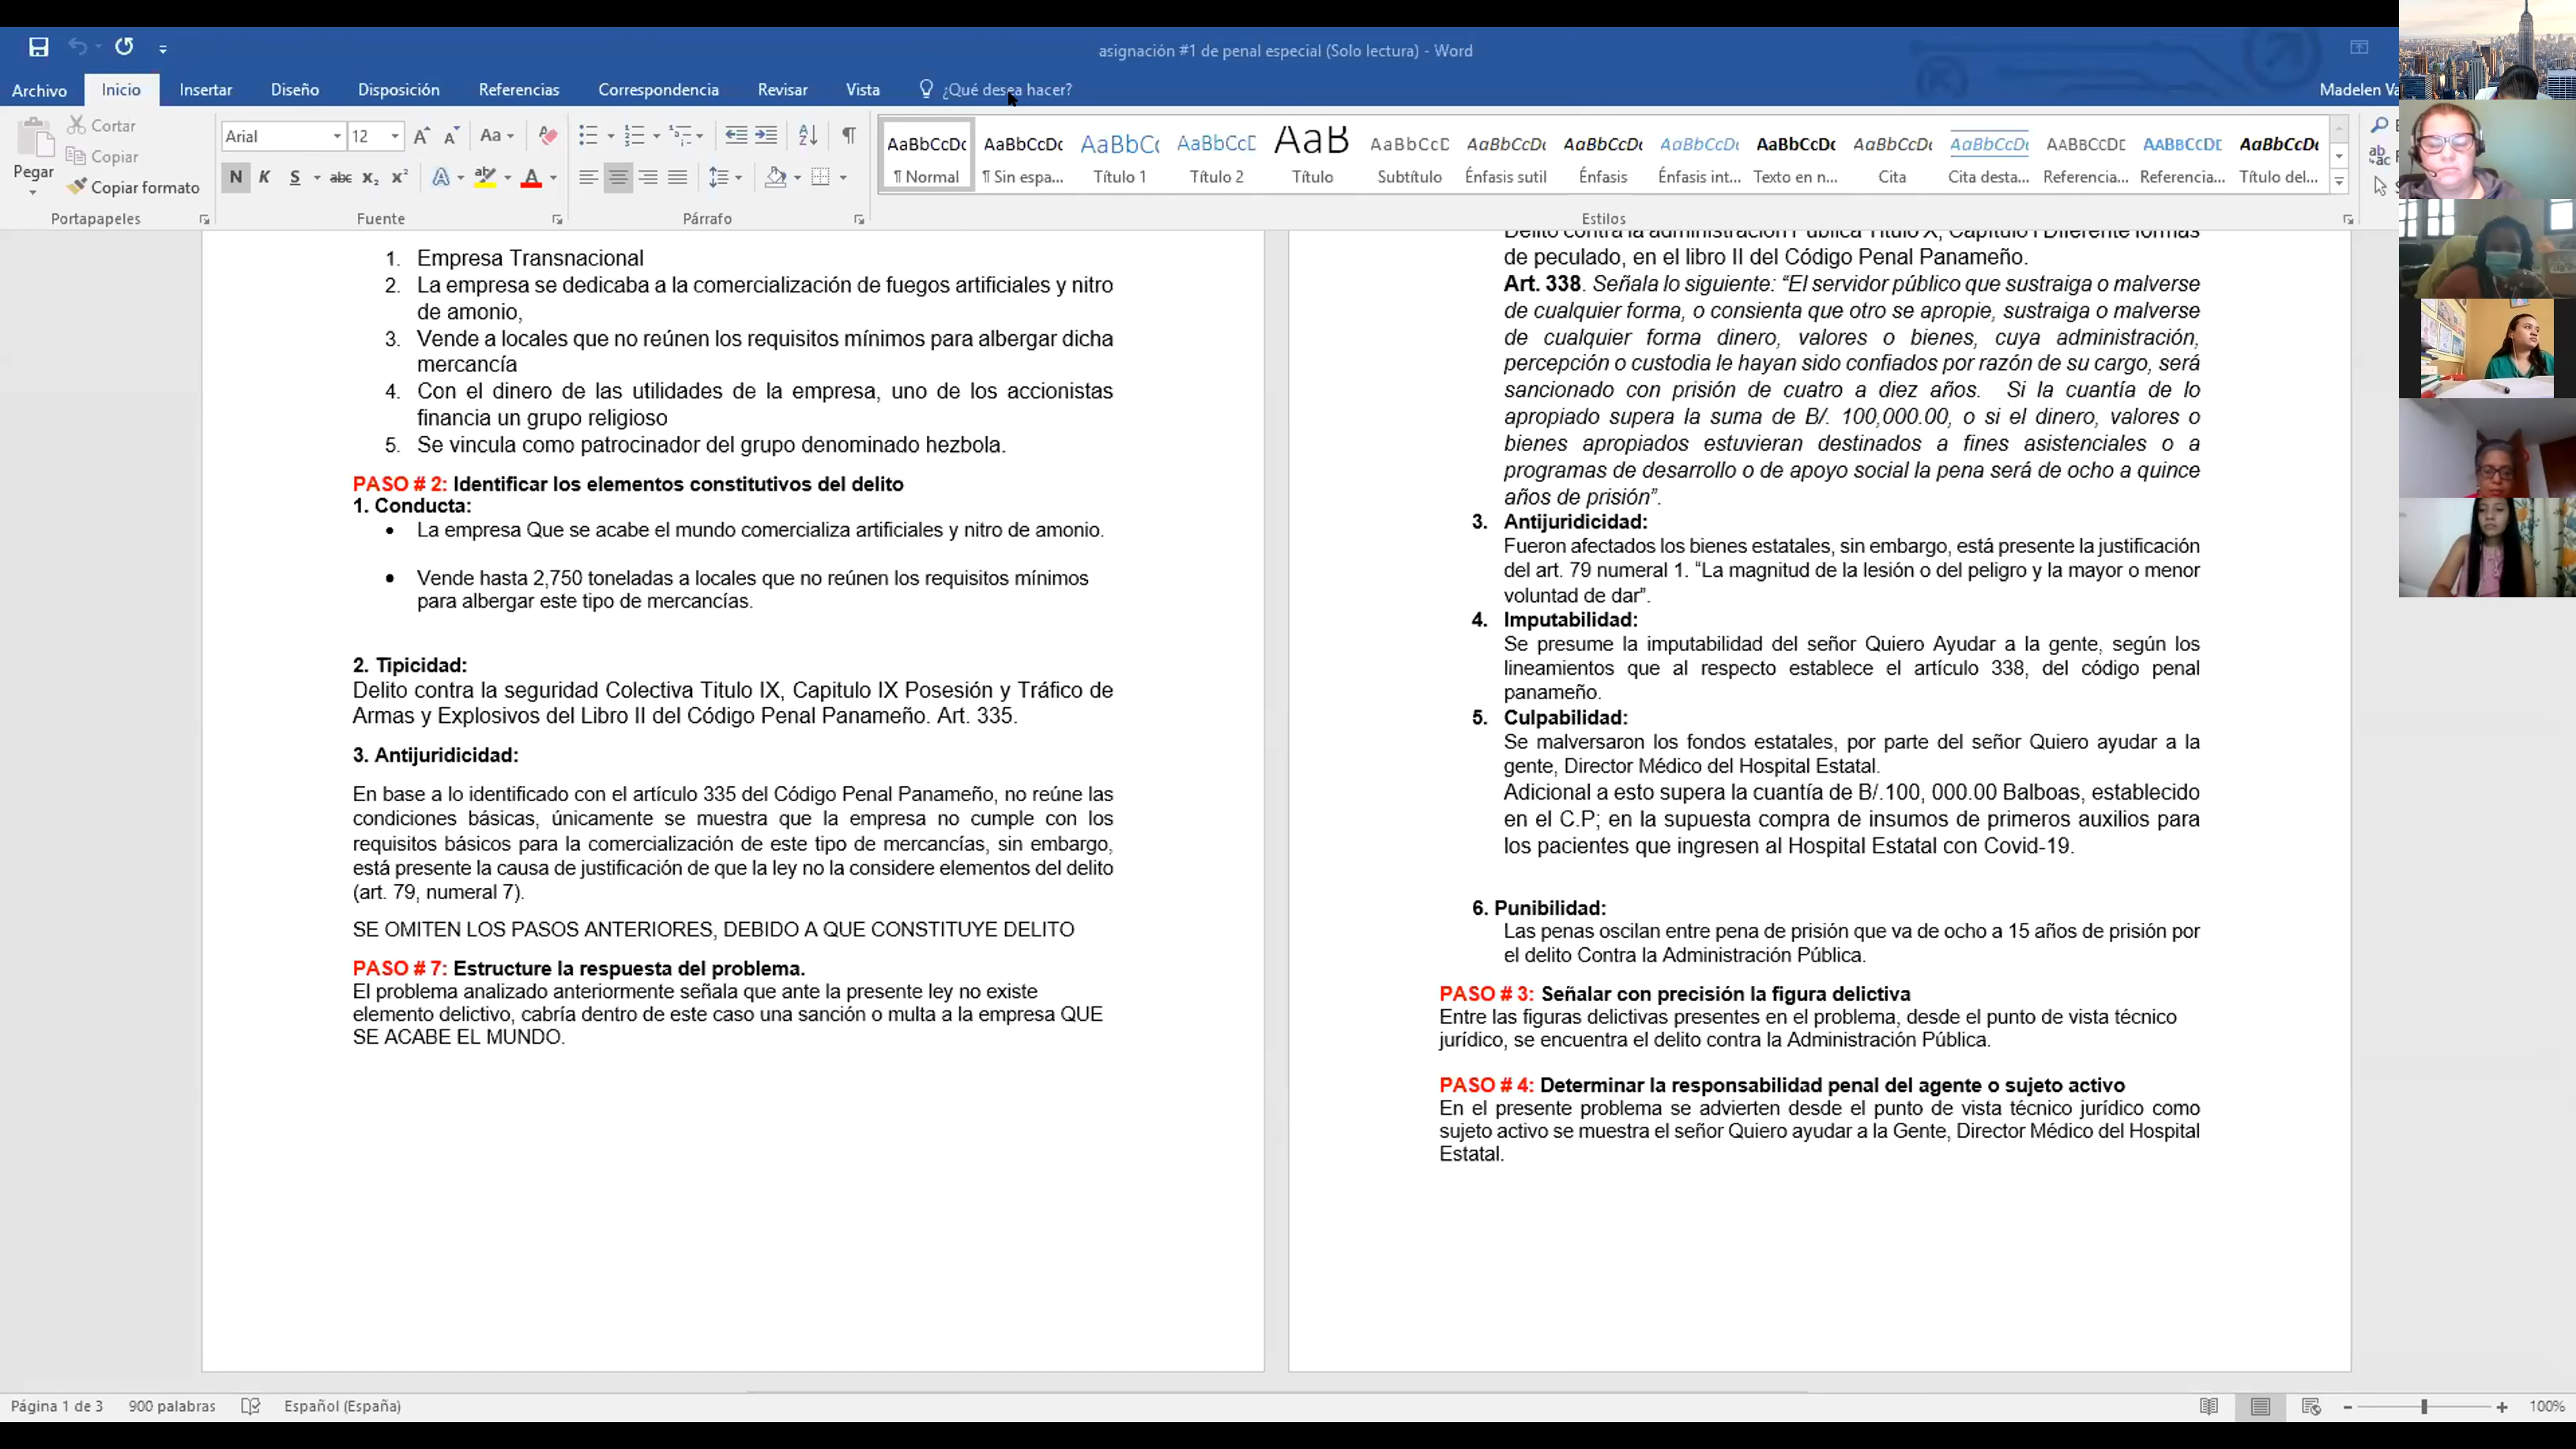 asignación #1 de penal especial (Solo lectura) - Word
Archivo Inicio Insertar Diseño Disposición Referencias Correspondencia Revisar Vista ¿Qué desea hacer? Madelen Va
Pegar
Cortar
Copiar
Copiar formato
Portapapeles
Arial 12
Aa
N K S abc x₂ x² A ab A
Fuente
Párrafo
AaBbCcDc AaBbCcDc AaBbCc AaBbCcD AaB AaBbCcD AaBbCcDt AaBbCcDt AaBbCcDt AaBbCcDc AaBbCcDt AaBbCcDt AABBCCDE AABBCCDE AaBbCcDt
¶ Normal ¶ Sin espa... Título 1 Título 2 Título Subtítulo Énfasis sutil Énfasis Énfasis int... Texto en n... Cita Cita desta... Referencia... Referencia... Título del...
Estilos
1. Empresa Transnacional
2. La empresa se dedicaba a la comercialización de fuegos artificiales y nitro
de amonio,
3. Vende a locales que no reúnen los requisitos mínimos para albergar dicha
mercancía
4. Con el dinero de las utilidades de la empresa, uno de los accionistas
financia un grupo religioso
5. Se vincula como patrocinador del grupo denominado hezbola.
PASO # 2: Identificar los elementos constitutivos del delito
1. Conducta:
• La empresa Que se acabe el mundo comercializa artificiales y nitro de amonio.
• Vende hasta 2,750 toneladas a locales que no reúnen los requisitos mínimos
para albergar este tipo de mercancías.
2. Tipicidad:
Delito contra la seguridad Colectiva Titulo IX, Capitulo IX Posesión y Tráfico de
Armas y Explosivos del Libro II del Código Penal Panameño. Art. 335.
3. Antijuridicidad:
En base a lo identificado con el artículo 335 del Código Penal Panameño, no reúne las
condiciones básicas, únicamente se muestra que la empresa no cumple con los
requisitos básicos para la comercialización de este tipo de mercancías, sin embargo,
está presente la causa de justificación de que la ley no la considere elementos del delito
(art. 79, numeral 7).
SE OMITEN LOS PASOS ANTERIORES, DEBIDO A QUE CONSTITUYE DELITO
PASO # 7: Estructure la respuesta del problema.
El problema analizado anteriormente señala que ante la presente ley no existe
elemento delictivo, cabría dentro de este caso una sanción o multa a la empresa QUE
SE ACABE EL MUNDO.
Delito contra la administración Pública Titulo X, Capitulo I Diferente formas
de peculado, en el libro II del Código Penal Panameño.
Art. 338. Señala lo siguiente: “El servidor público que sustraiga o malverse
de cualquier forma, o consienta que otro se apropie, sustraiga o malverse
de cualquier forma dinero, valores o bienes, cuya administración,
percepción o custodia le hayan sido confiados por razón de su cargo, será
sancionado con prisión de cuatro a diez años. Si la cuantía de lo
apropiado supera la suma de B/. 100,000.00, o si el dinero, valores o
bienes apropiados estuvieran destinados a fines asistenciales o a
programas de desarrollo o de apoyo social la pena será de ocho a quince
años de prisión”.
3. Antijuridicidad:
Fueron afectados los bienes estatales, sin embargo, está presente la justificación
del art. 79 numeral 1. “La magnitud de la lesión o del peligro y la mayor o menor
voluntad de dar”.
4. Imputabilidad:
Se presume la imputabilidad del señor Quiero Ayudar a la gente, según los
lineamientos que al respecto establece el artículo 338, del código penal
panameño.
5. Culpabilidad:
Se malversaron los fondos estatales, por parte del señor Quiero ayudar a la
gente, Director Médico del Hospital Estatal.
Adicional a esto supera la cuantía de B/.100, 000.00 Balboas, establecido
en el C.P; en la supuesta compra de insumos de primeros auxilios para
los pacientes que ingresen al Hospital Estatal con Covid-19.
6. Punibilidad:
Las penas oscilan entre pena de prisión que va de ocho a 15 años de prisión por
el delito Contra la Administración Pública.
PASO # 3: Señalar con precisión la figura delictiva
Entre las figuras delictivas presentes en el problema, desde el punto de vista técnico
jurídico, se encuentra el delito contra la Administración Pública.
PASO # 4: Determinar la responsabilidad penal del agente o sujeto activo
En el presente problema se advierten desde el punto de vista técnico jurídico como
sujeto activo se muestra el señor Quiero ayudar a la Gente, Director Médico del Hospital
Estatal.
Página 1 de 3 900 palabras Español (España) 100%